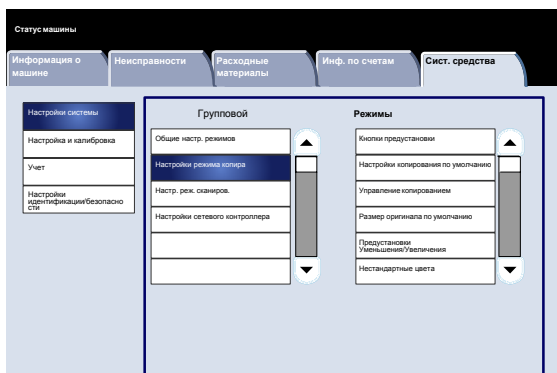 Статус машины
Информация о
машине
Неисправности
Расходные
материалы
Инф. по счетам
Сист. средства
Настройки системы
Настройка и калибровка
Учет
Настройки
идентификации/безопасно
сти
Групповой
Общие настр. режимов
Настройки режима копира
Настр. реж. сканиров.
Настройки сетевого контроллера
Режимы
Кнопки предустановки
Настройки копирования по умолчанию
Управление копированием
Размер оригинала по умолчанию
Предустановки
Уменьшения/Увеличения
Нестандартные цвета